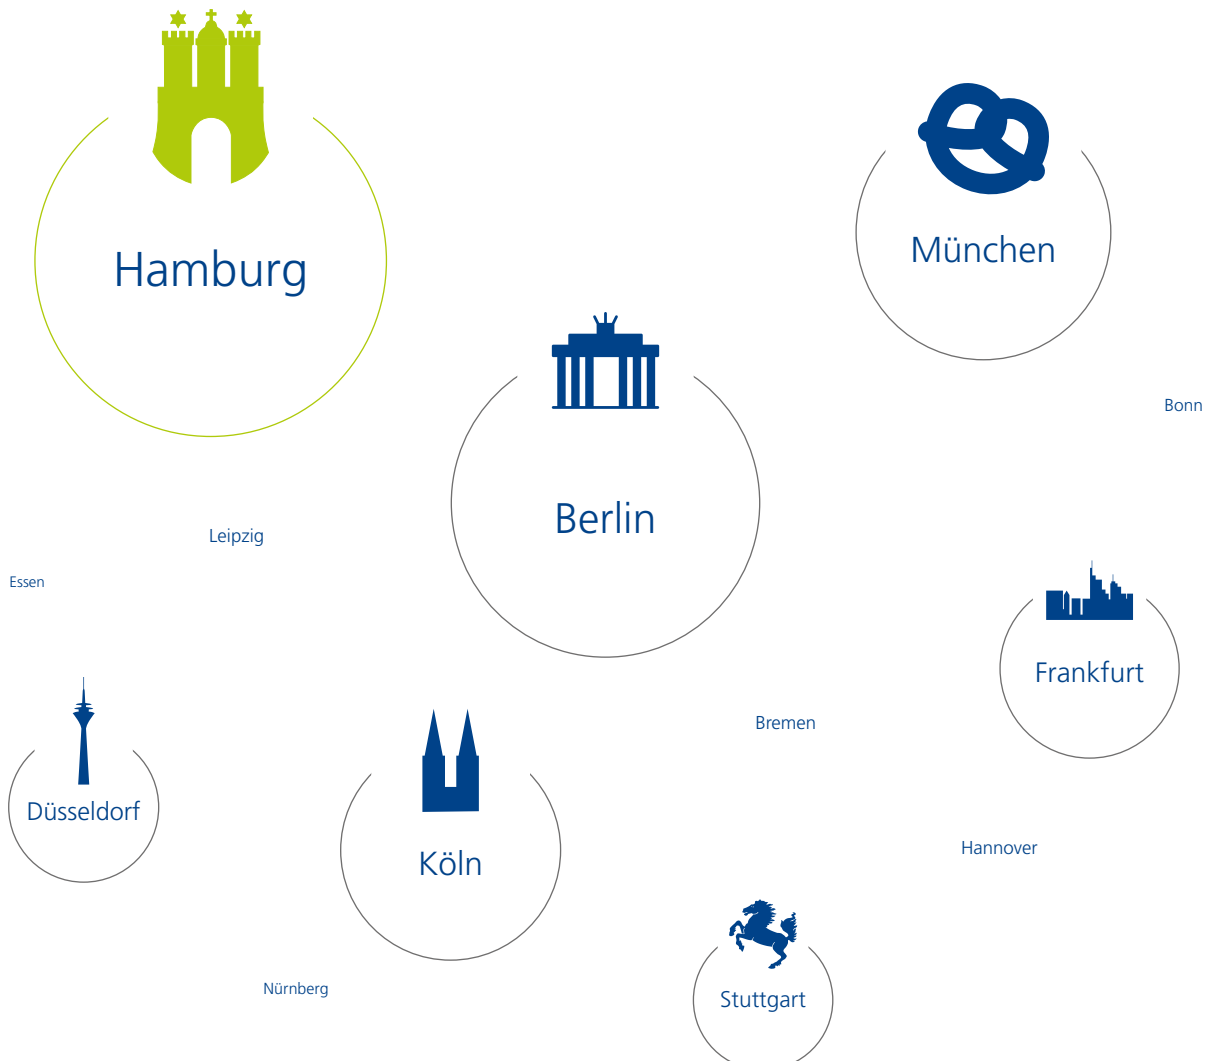 Hamburg
München
Berlin
Bonn
Leipzig
Essen
Frankfurt
Bremen
Düsseldorf
Köln
Hannover
Nürnberg
Stuttgart